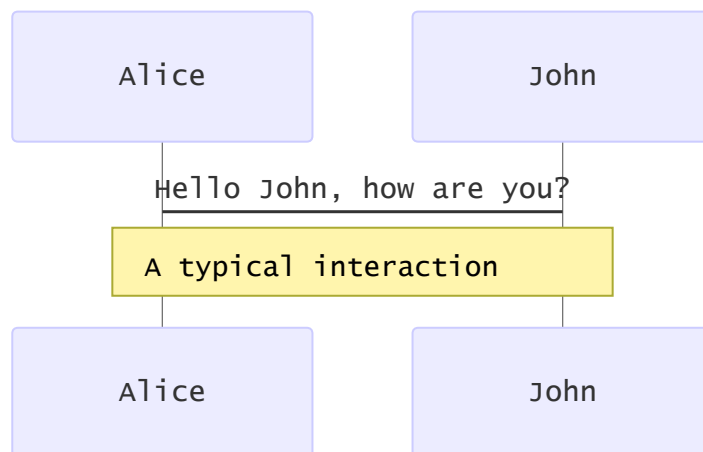 Alice
John
Hello John, how are you?
A typical interaction
Alice
John